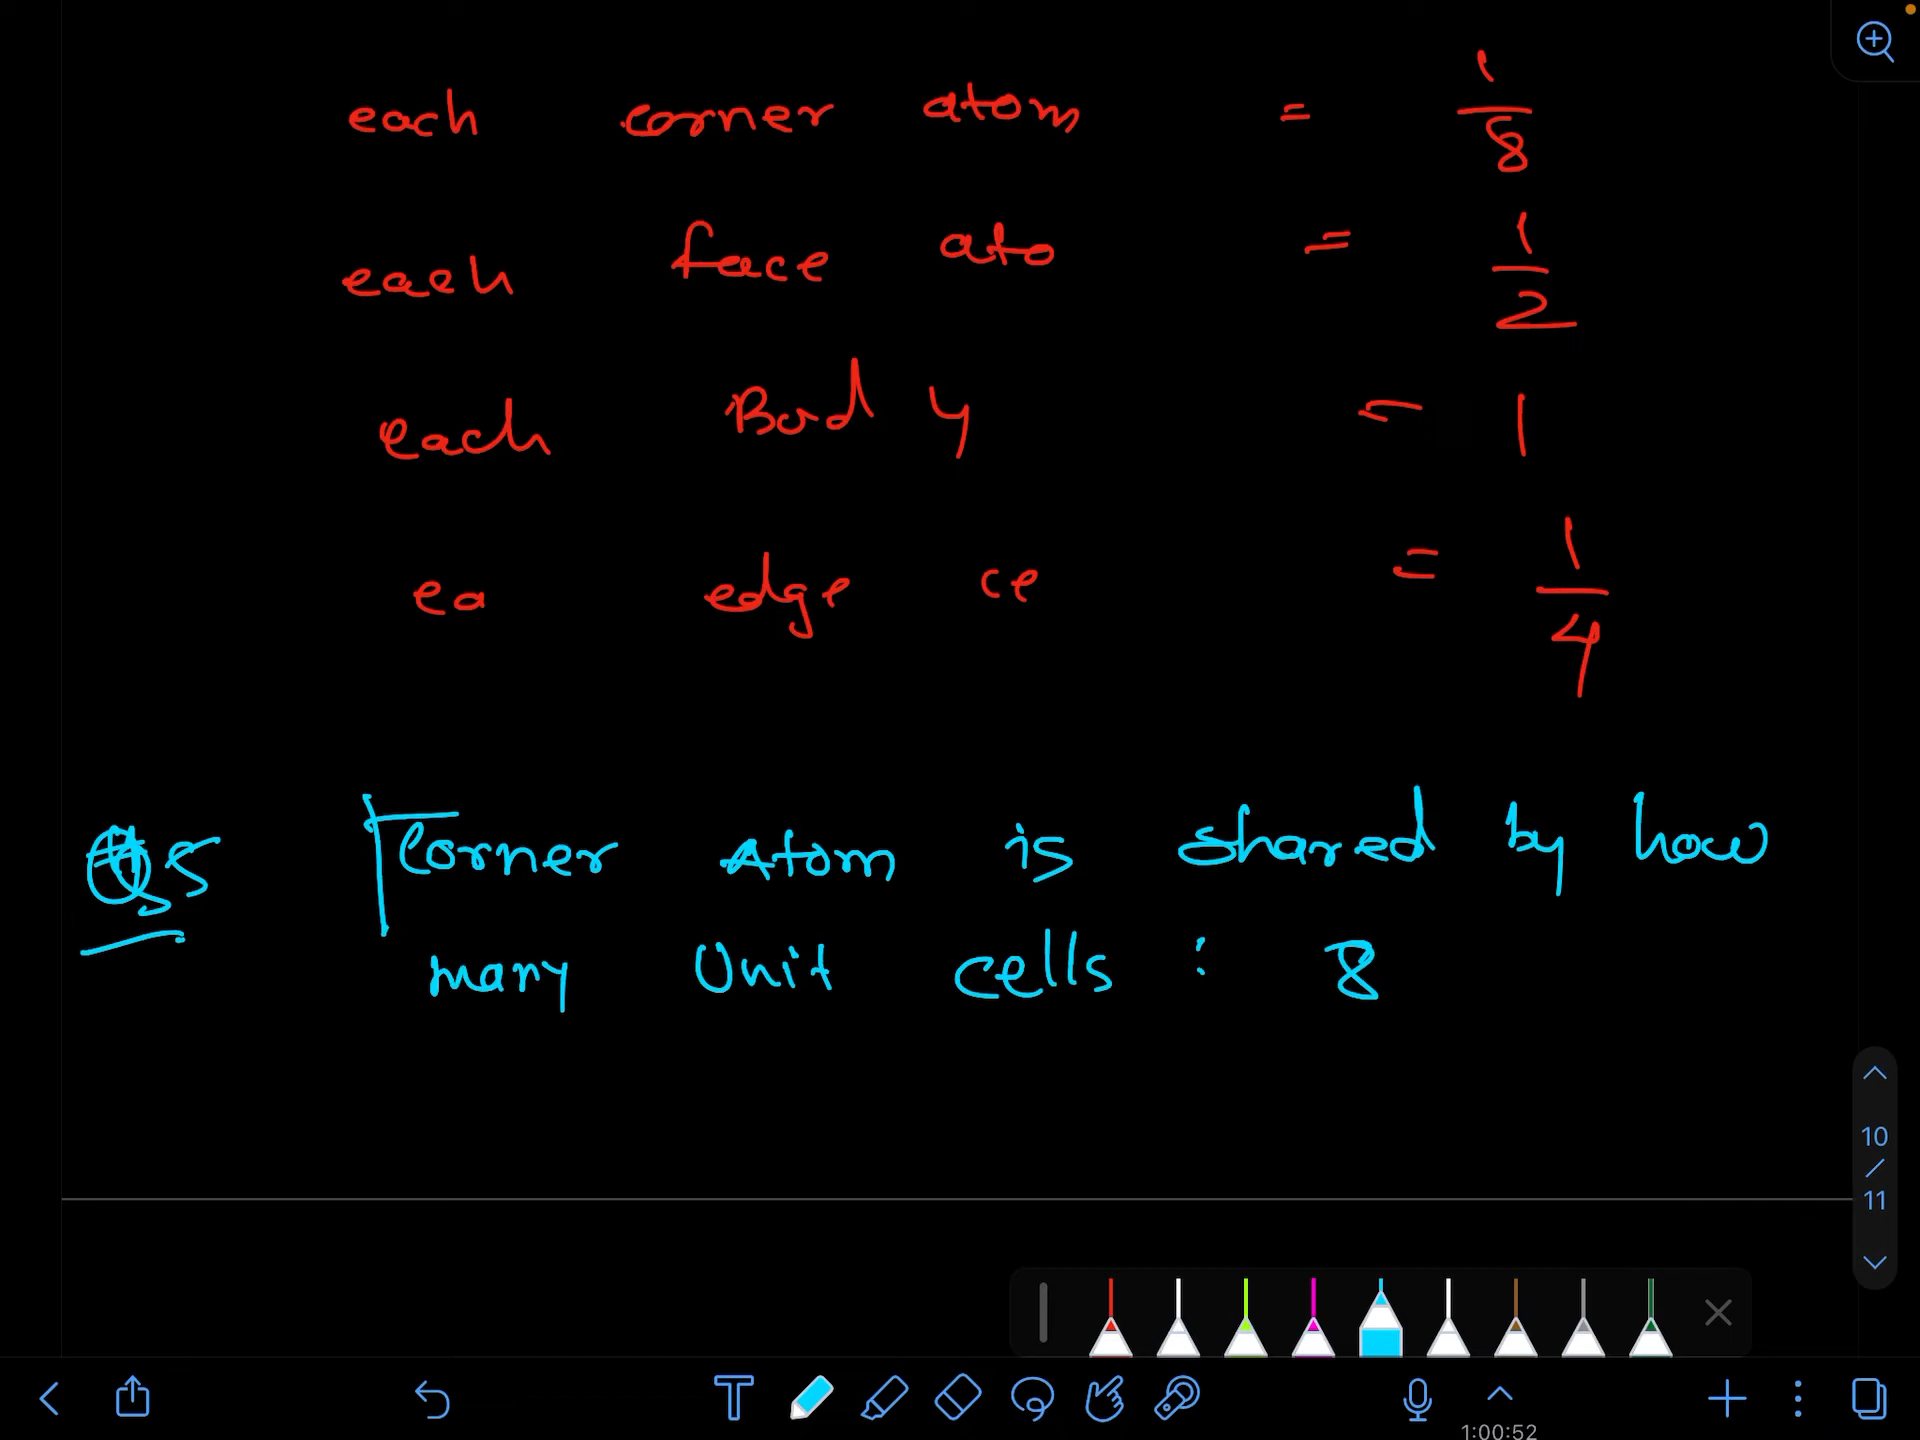 each corner atom = 1/8
each face ato = 1/2
each Body = 1
ea edge ce = 1/4
Q5 Corner Atom is shared by how
many Unit cells : 8
10
/
11
T
1:00:52